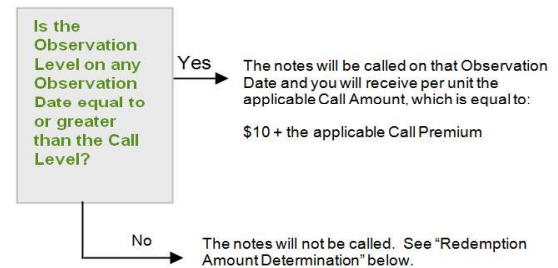 Is the
Observation
Level on any
Observation
Date equal to
or greater
than the Call
Level?
Yes
The notes will be called on that Observation
Date and you will receive per unit the
applicable Call Amount, which is equal to:
$10 + the applicable Call Premium
No
The notes will not be called. See “Redemption
Amount Determination” below.